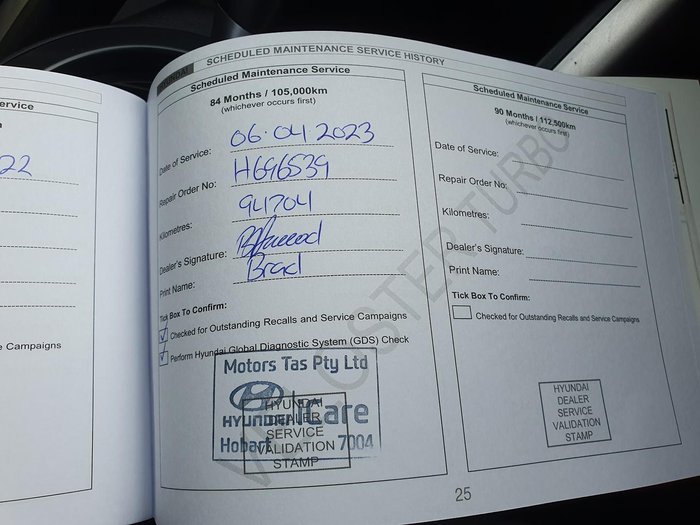 SCHEDULED MAINTENANCE SERVICE HISTORY
ervice
22
e Campaigns
HYUNDAI
Scheduled Maintenance Service
84 Months / 105,000km
(whichever occurs first)
Date of Service: 06.04 2023
Repair Order No: H696539
Kilometres: 94704
Dealer's Signature:
Print Name: Brad
Tick Box To Confirm:
Checked for Outstanding Recalls and Service Campaigns
Perform Hyundai Global Diagnostic System (GDS) Check
Motors Tas Pty Ltd
HYUNDAI iCare
Hobart 7004
HYUNDAI
DEALER
SERVICE
VALIDATION
STAMP
Scheduled Maintenance Service
90 Months / 112,500km
(whichever occurs first)
Date of Service:
Repair Order No:
Kilometres:
Dealer's Signature:
Print Name:
Tick Box To Confirm:
Checked for Outstanding Recalls and Service Campaigns
HYUNDAI
DEALER
SERVICE
VALIDATION
STAMP
25